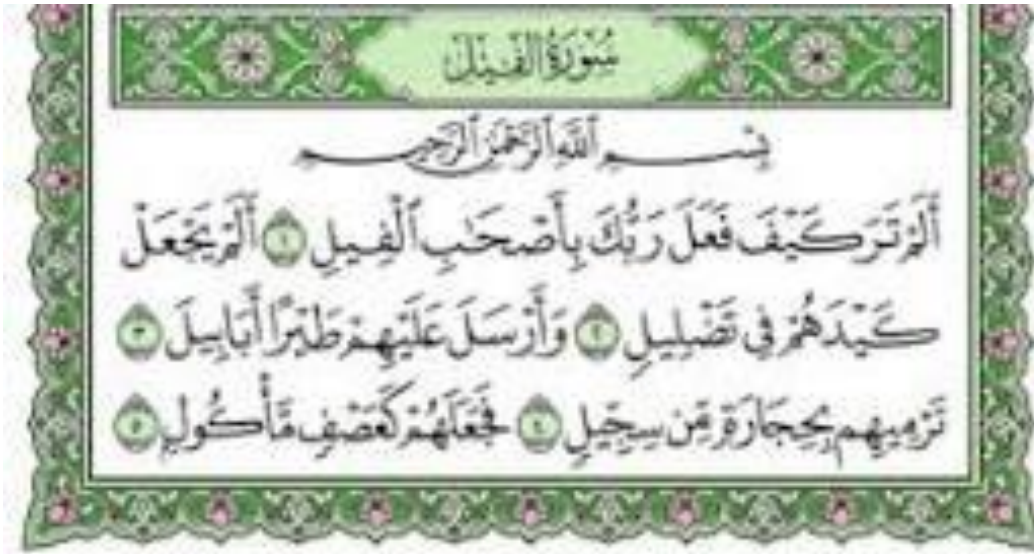 سُورَةُ الْفِيلِ
بِسْمِ ٱللَّهِ ٱلرَّحْمَٰنِ ٱلرَّحِيمِ
أَلَمْ تَرَ كَيْفَ فَعَلَ رَبُّكَ بِأَصْحَٰبِ ٱلْفِيلِ ١ أَلَمْ يَجْعَلْ
كَيْدَهُمْ فِي تَضْلِيلٍ ٢ وَأَرْسَلَ عَلَيْهِمْ طَيْرًا أَبَابِيلَ ٣
تَرْمِيهِم بِحِجَارَةٍ مِّن سِجِّيلٍ ٤ فَجَعَلَهُمْ كَعَصْفٍ مَّأْكُولٍ ٥